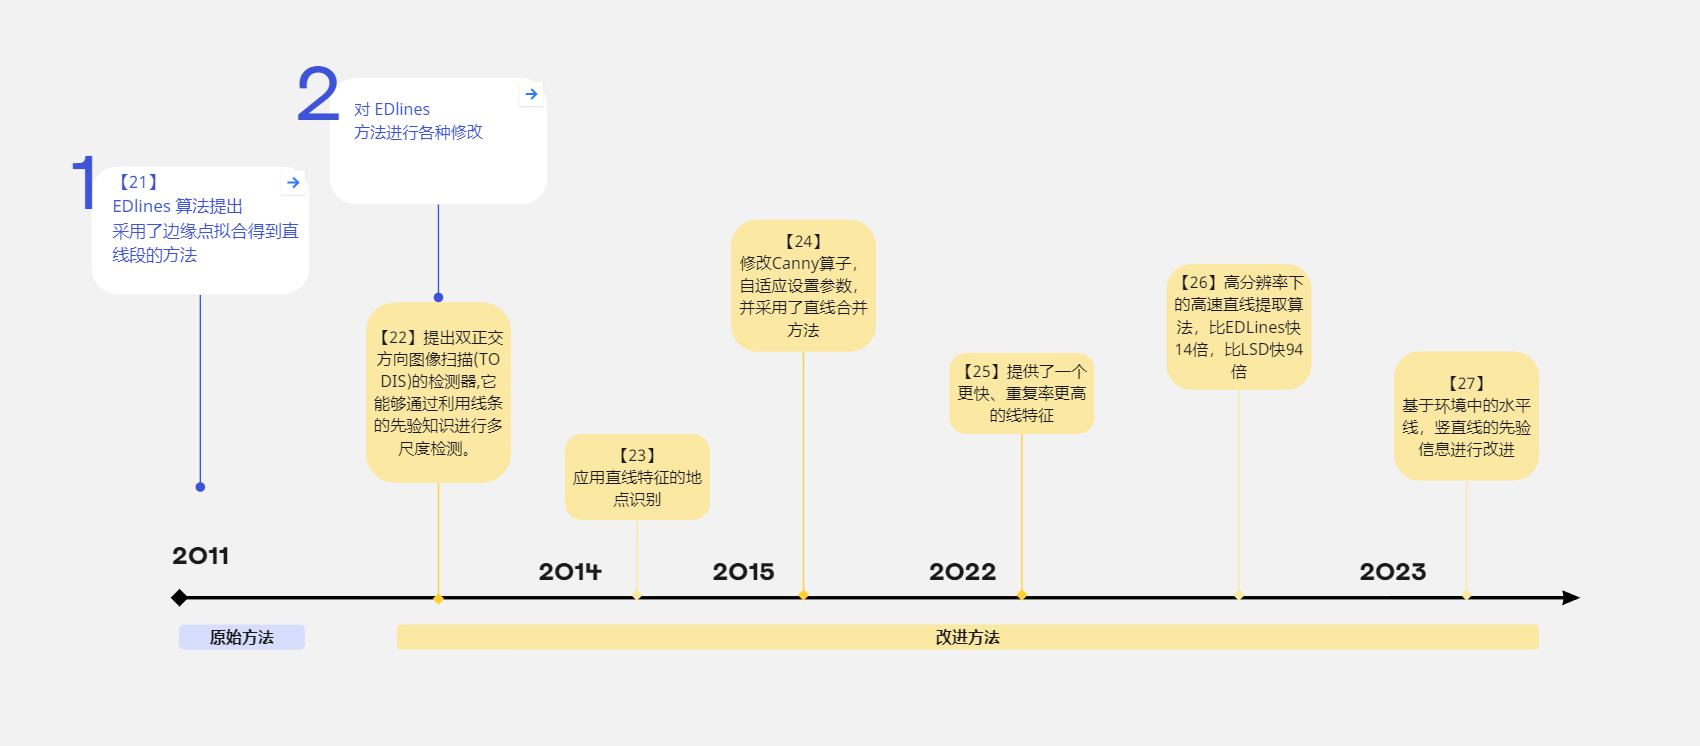 1
【21】
EDlines 算法提出
采用了边缘点拟合得到直
线段的方法
2
对 EDlines
方法进行各种修改
【22】提出双正交
方向图像扫描(TO
DIS)的检测器,它
能够通过利用线条
的先验知识进行多
尺度检测。
【23】
应用直线特征的地
点识别
【24】
修改Canny算子，
自适应设置参数，
并采用了直线合并
方法
【25】提供了一个
更快、重复率更高
的线特征
【26】高分辨率下
的高速直线提取算
法，比EDLines快
14倍，比LSD快94
倍
【27】
基于环境中的水平
线，竖直线的先验
信息进行改进
2011
2014
2015
2022
2023
原始方法
改进方法